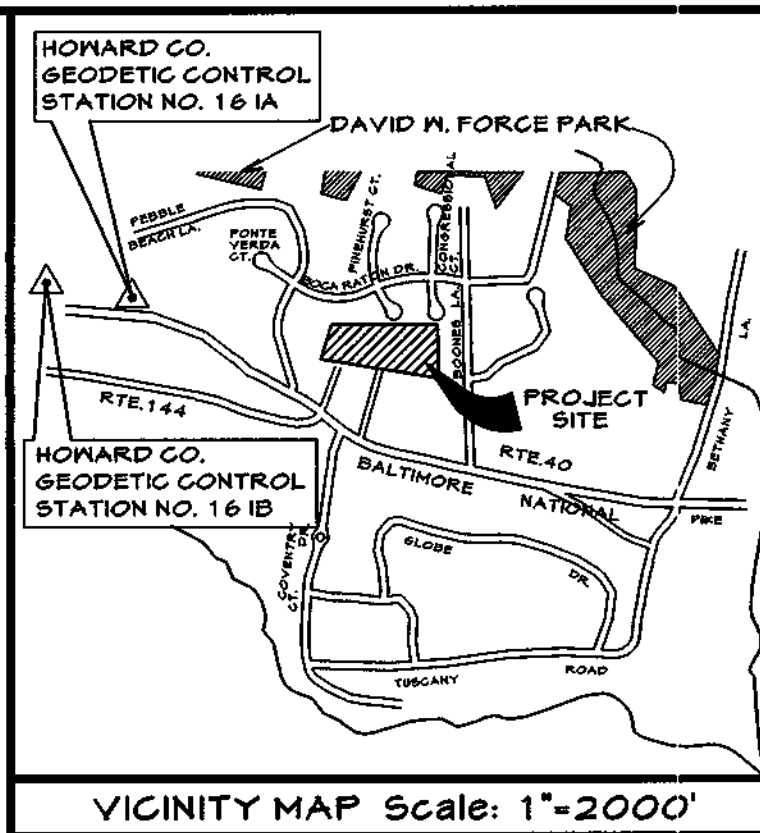 HOWARD CO.
GEODETIC CONTROL
STATION NO. 16 IA
DAVID W. FORCE PARK
PEBBLE
BEACH LA.
PONTE
VERDA
CT.
PINEHURST CT.
CONGRESSIONAL
CT.
BOCA RATON DR.
BOONES LA.
LA.
BETHANY
PROJECT
SITE
RTE.144
RTE.40
HOWARD CO.
GEODETIC CONTROL
STATION NO. 16 IB
BALTIMORE
NATIONAL
PIKE
COVENTRY
DR.
CT.
GLOBE
DR.
TUSCANY
ROAD
VICINITY MAP Scale: 1"=2000'